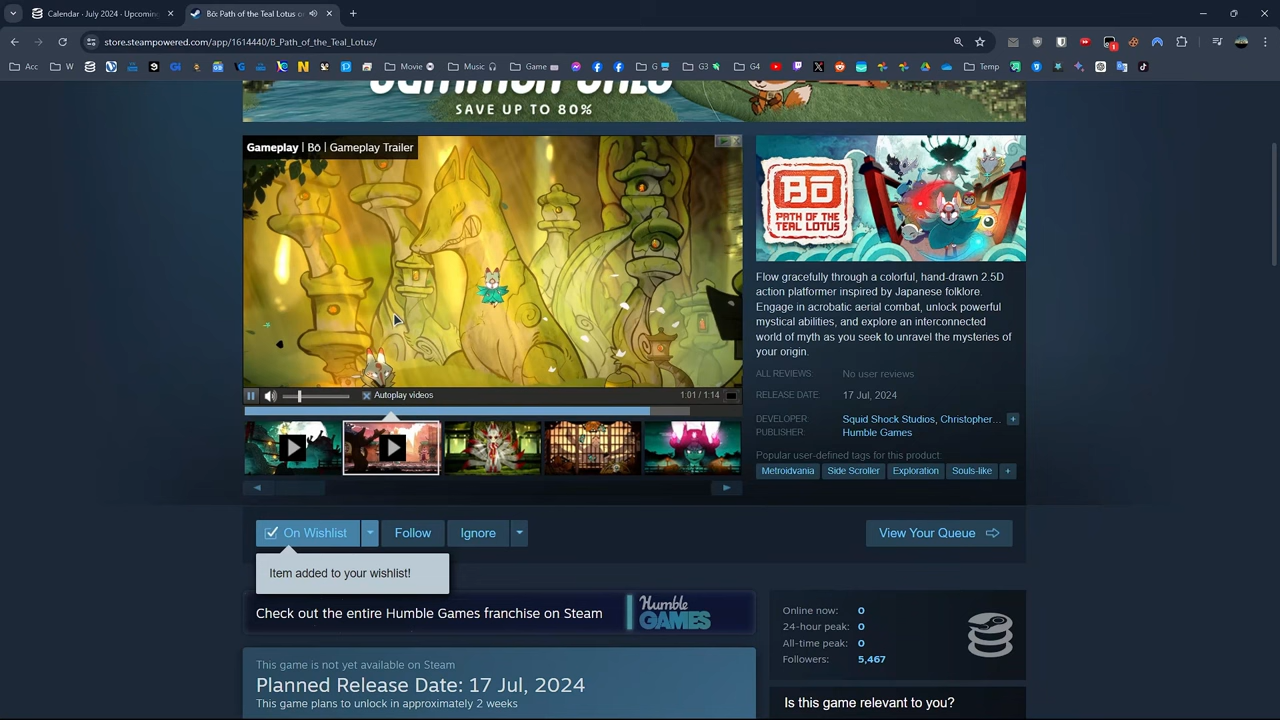 Calendar · July 2024 - Upcoming
Bō: Path of the Teal Lotus on
store.steampowered.com/app/1614440/B_Path_of_the_Teal_Lotus/
Acc
W
Movie
Music
Game
G
G3
G4
Temp
SAVE UP TO 80%
Gameplay | Bō | Gameplay Trailer
BŌ
PATH OF THE
TEAL LOTUS
Flow gracefully through a colorful, hand-drawn 2.5D
action platformer inspired by Japanese folklore.
Engage in acrobatic aerial combat, unlock powerful
mystical abilities, and explore an interconnected
world of myth as you seek to unravel the mysteries of
your origin.
ALL REVIEWS: No user reviews
RELEASE DATE: 17 Jul, 2024
DEVELOPER: Squid Shock Studios, Christopher... +
PUBLISHER: Humble Games
Popular user-defined tags for this product:
Metroidvania Side Scroller Exploration Souls-like +
Autoplay videos
1:01 / 1:14
On Wishlist
Follow
Ignore
View Your Queue
Item added to your wishlist!
Check out the entire Humble Games franchise on Steam
Humble
GAMES
Online now: 0
24-hour peak: 0
All-time peak: 0
Followers: 5,467
This game is not yet available on Steam
Planned Release Date: 17 Jul, 2024
This game plans to unlock in approximately 2 weeks
Is this game relevant to you?